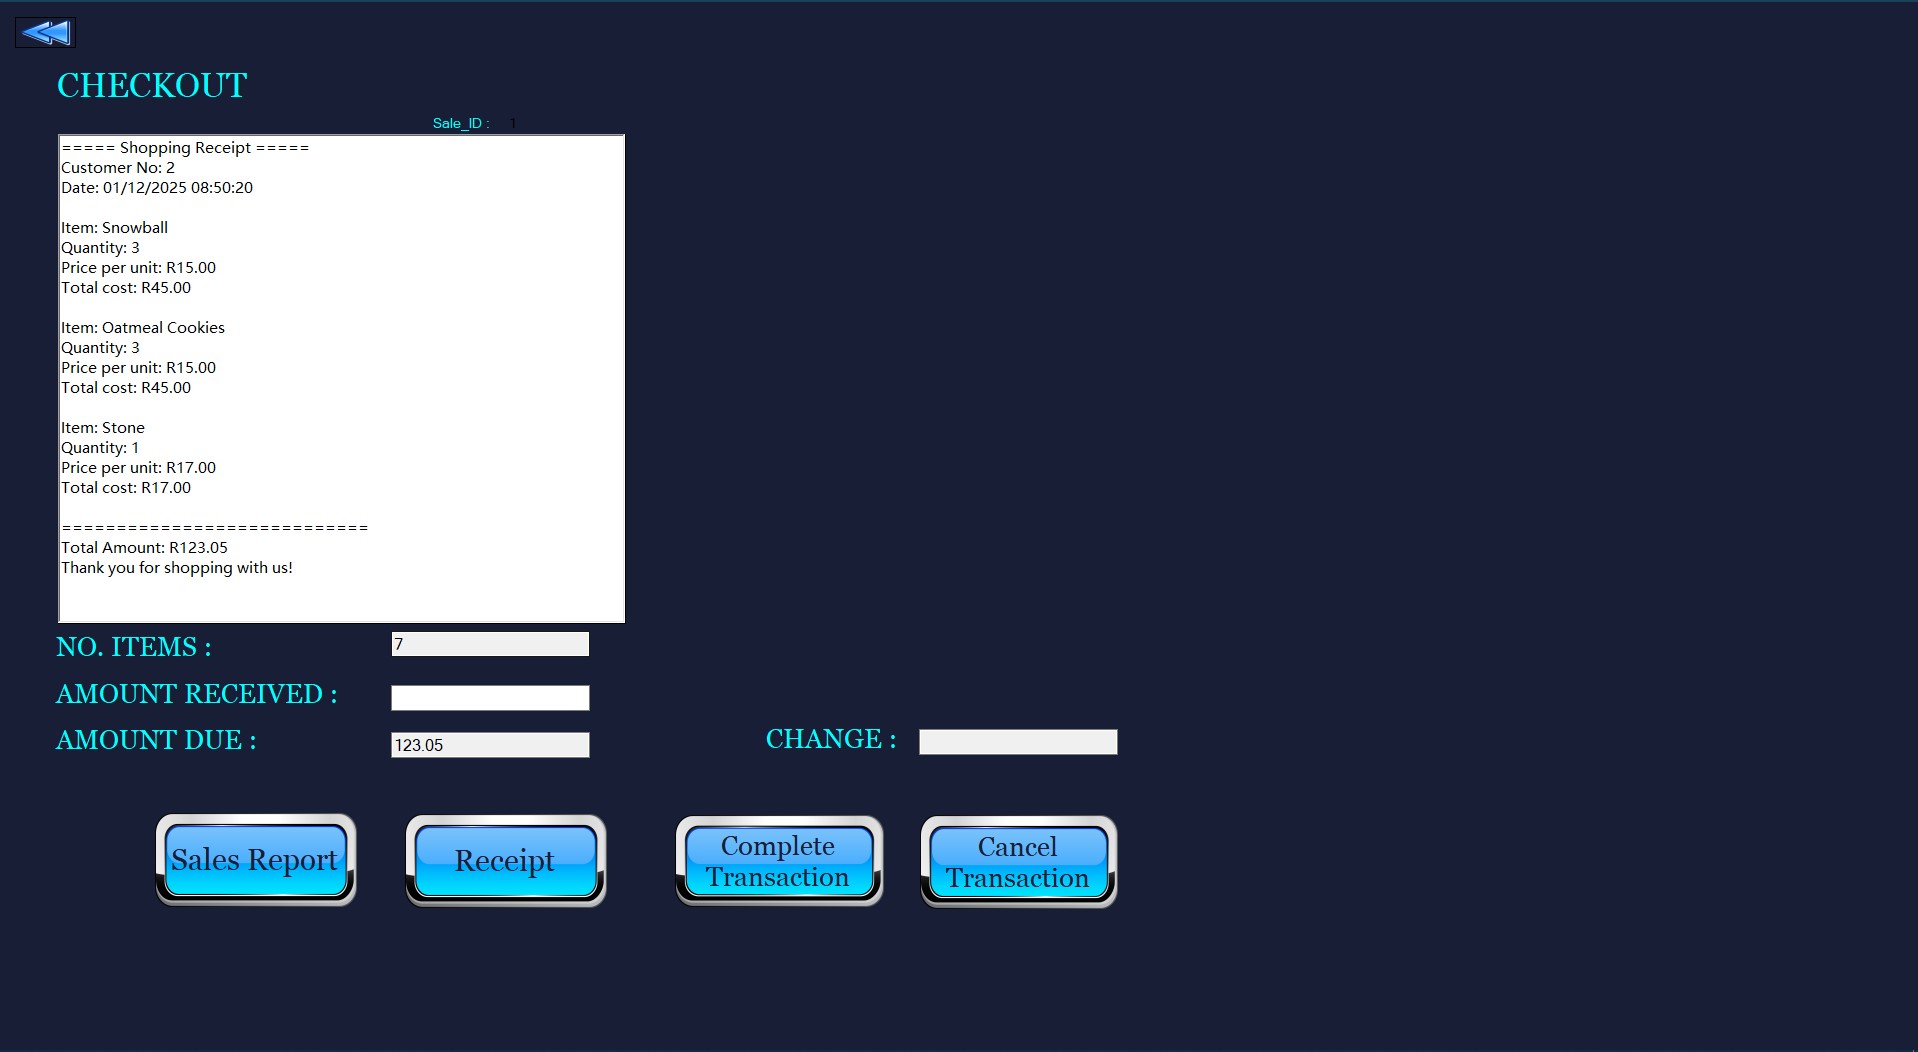 CHECKOUT
Sale_ID : 1
===== Shopping Receipt =====
Customer No: 2
Date: 01/12/2025 08:50:20
Item: Snowball
Quantity: 3
Price per unit: R15.00
Total cost: R45.00
Item: Oatmeal Cookies
Quantity: 3
Price per unit: R15.00
Total cost: R45.00
Item: Stone
Quantity: 1
Price per unit: R17.00
Total cost: R17.00
============================
Total Amount: R123.05
Thank you for shopping with us!
NO. ITEMS : 7
AMOUNT RECEIVED :
AMOUNT DUE : 123.05
CHANGE :
Sales Report
Receipt
Complete
Transaction
Cancel
Transaction